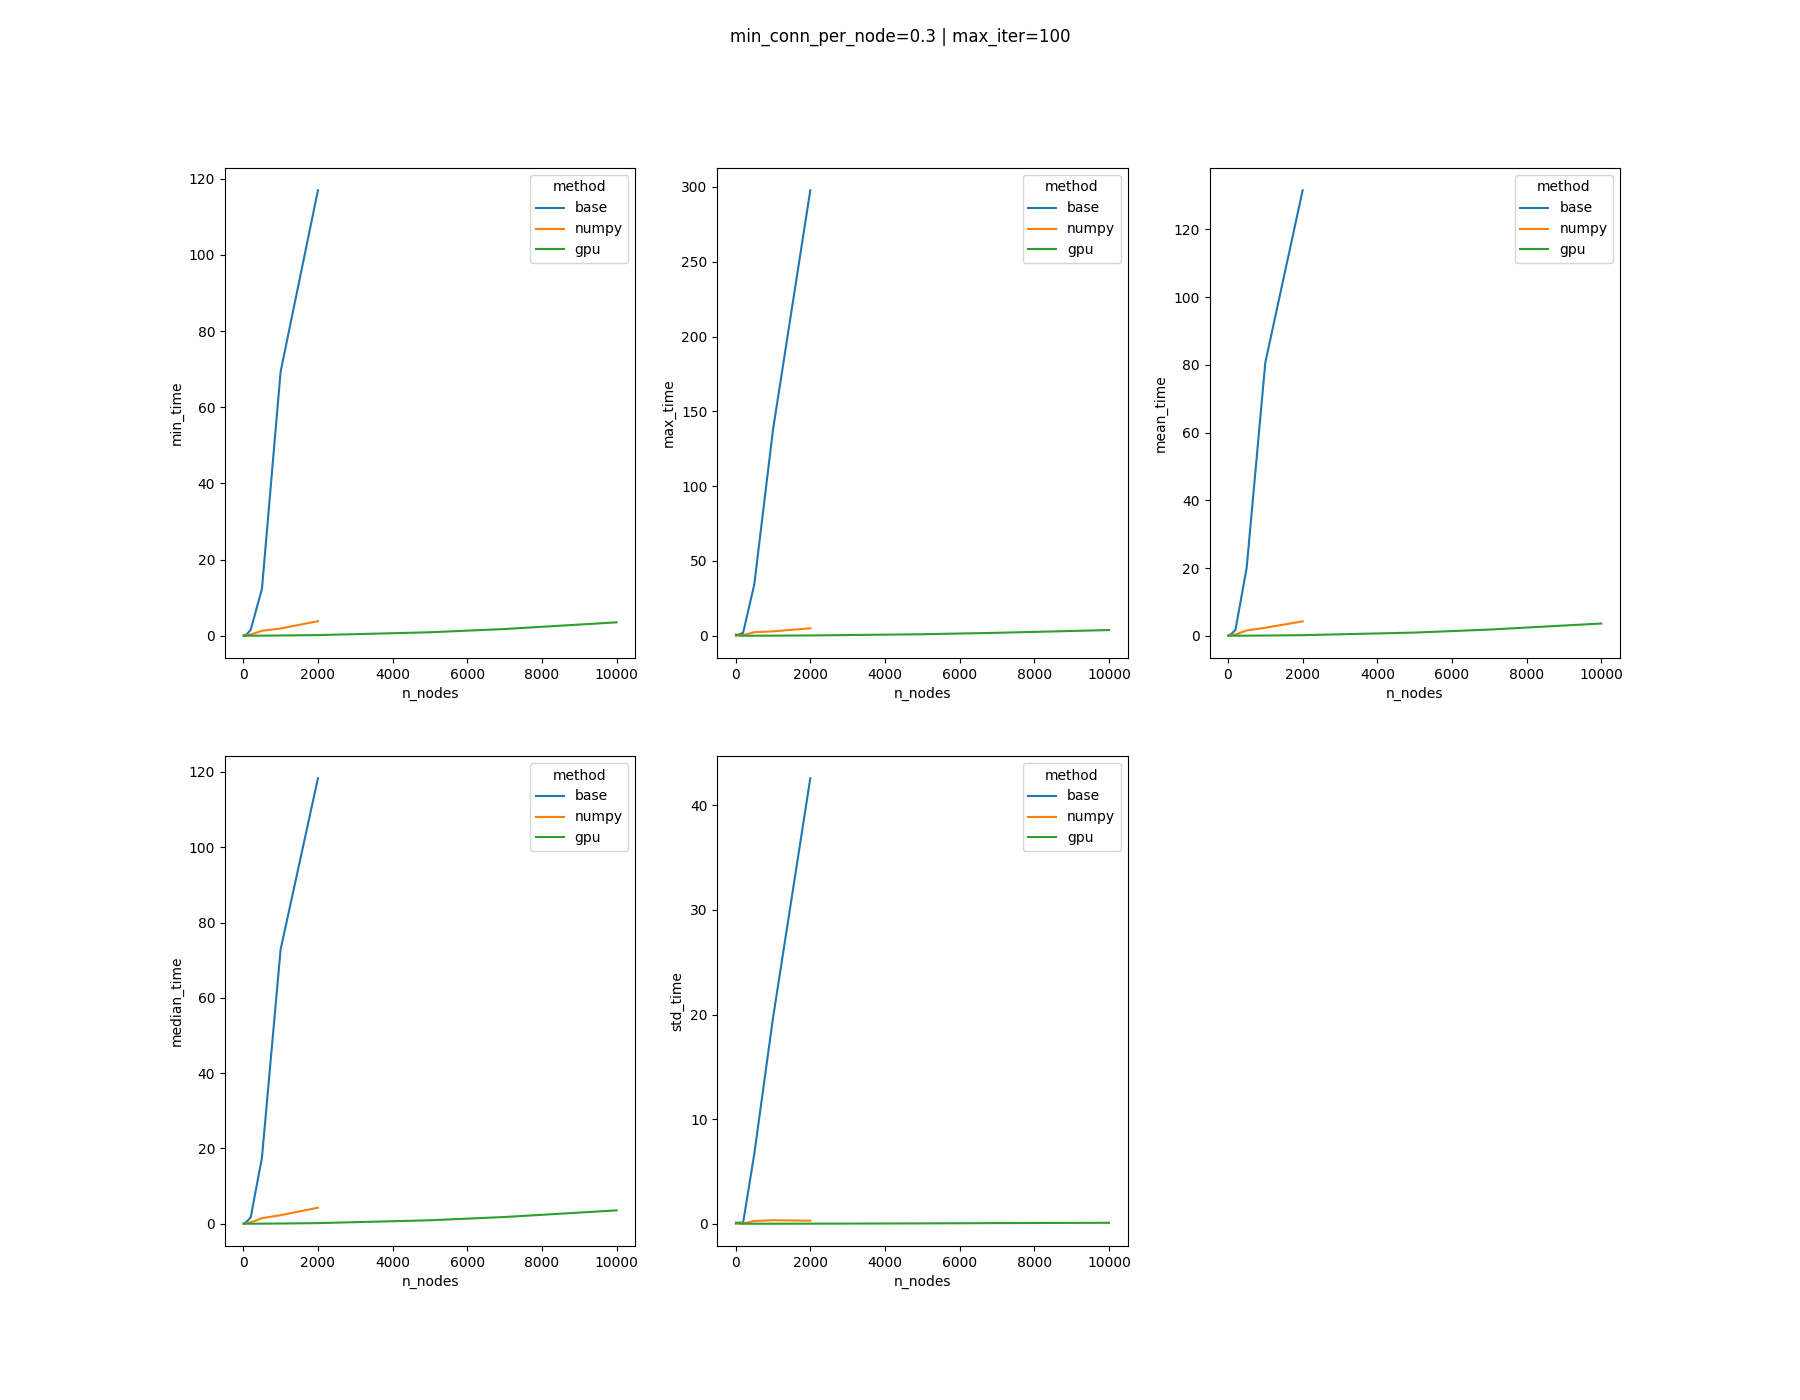 min_conn_per_node=0.3 | max_iter=100
120
100
80
60
40
20
0
min_time
0 2000 4000 6000 8000 10000
n_nodes
method
base
numpy
gpu
300
250
200
150
100
50
0
max_time
0 2000 4000 6000 8000 10000
n_nodes
method
base
numpy
gpu
120
100
80
60
40
20
0
mean_time
0 2000 4000 6000 8000 10000
n_nodes
method
base
numpy
gpu
120
100
80
60
40
20
0
median_time
0 2000 4000 6000 8000 10000
n_nodes
method
base
numpy
gpu
40
30
20
10
0
std_time
0 2000 4000 6000 8000 10000
n_nodes
method
base
numpy
gpu